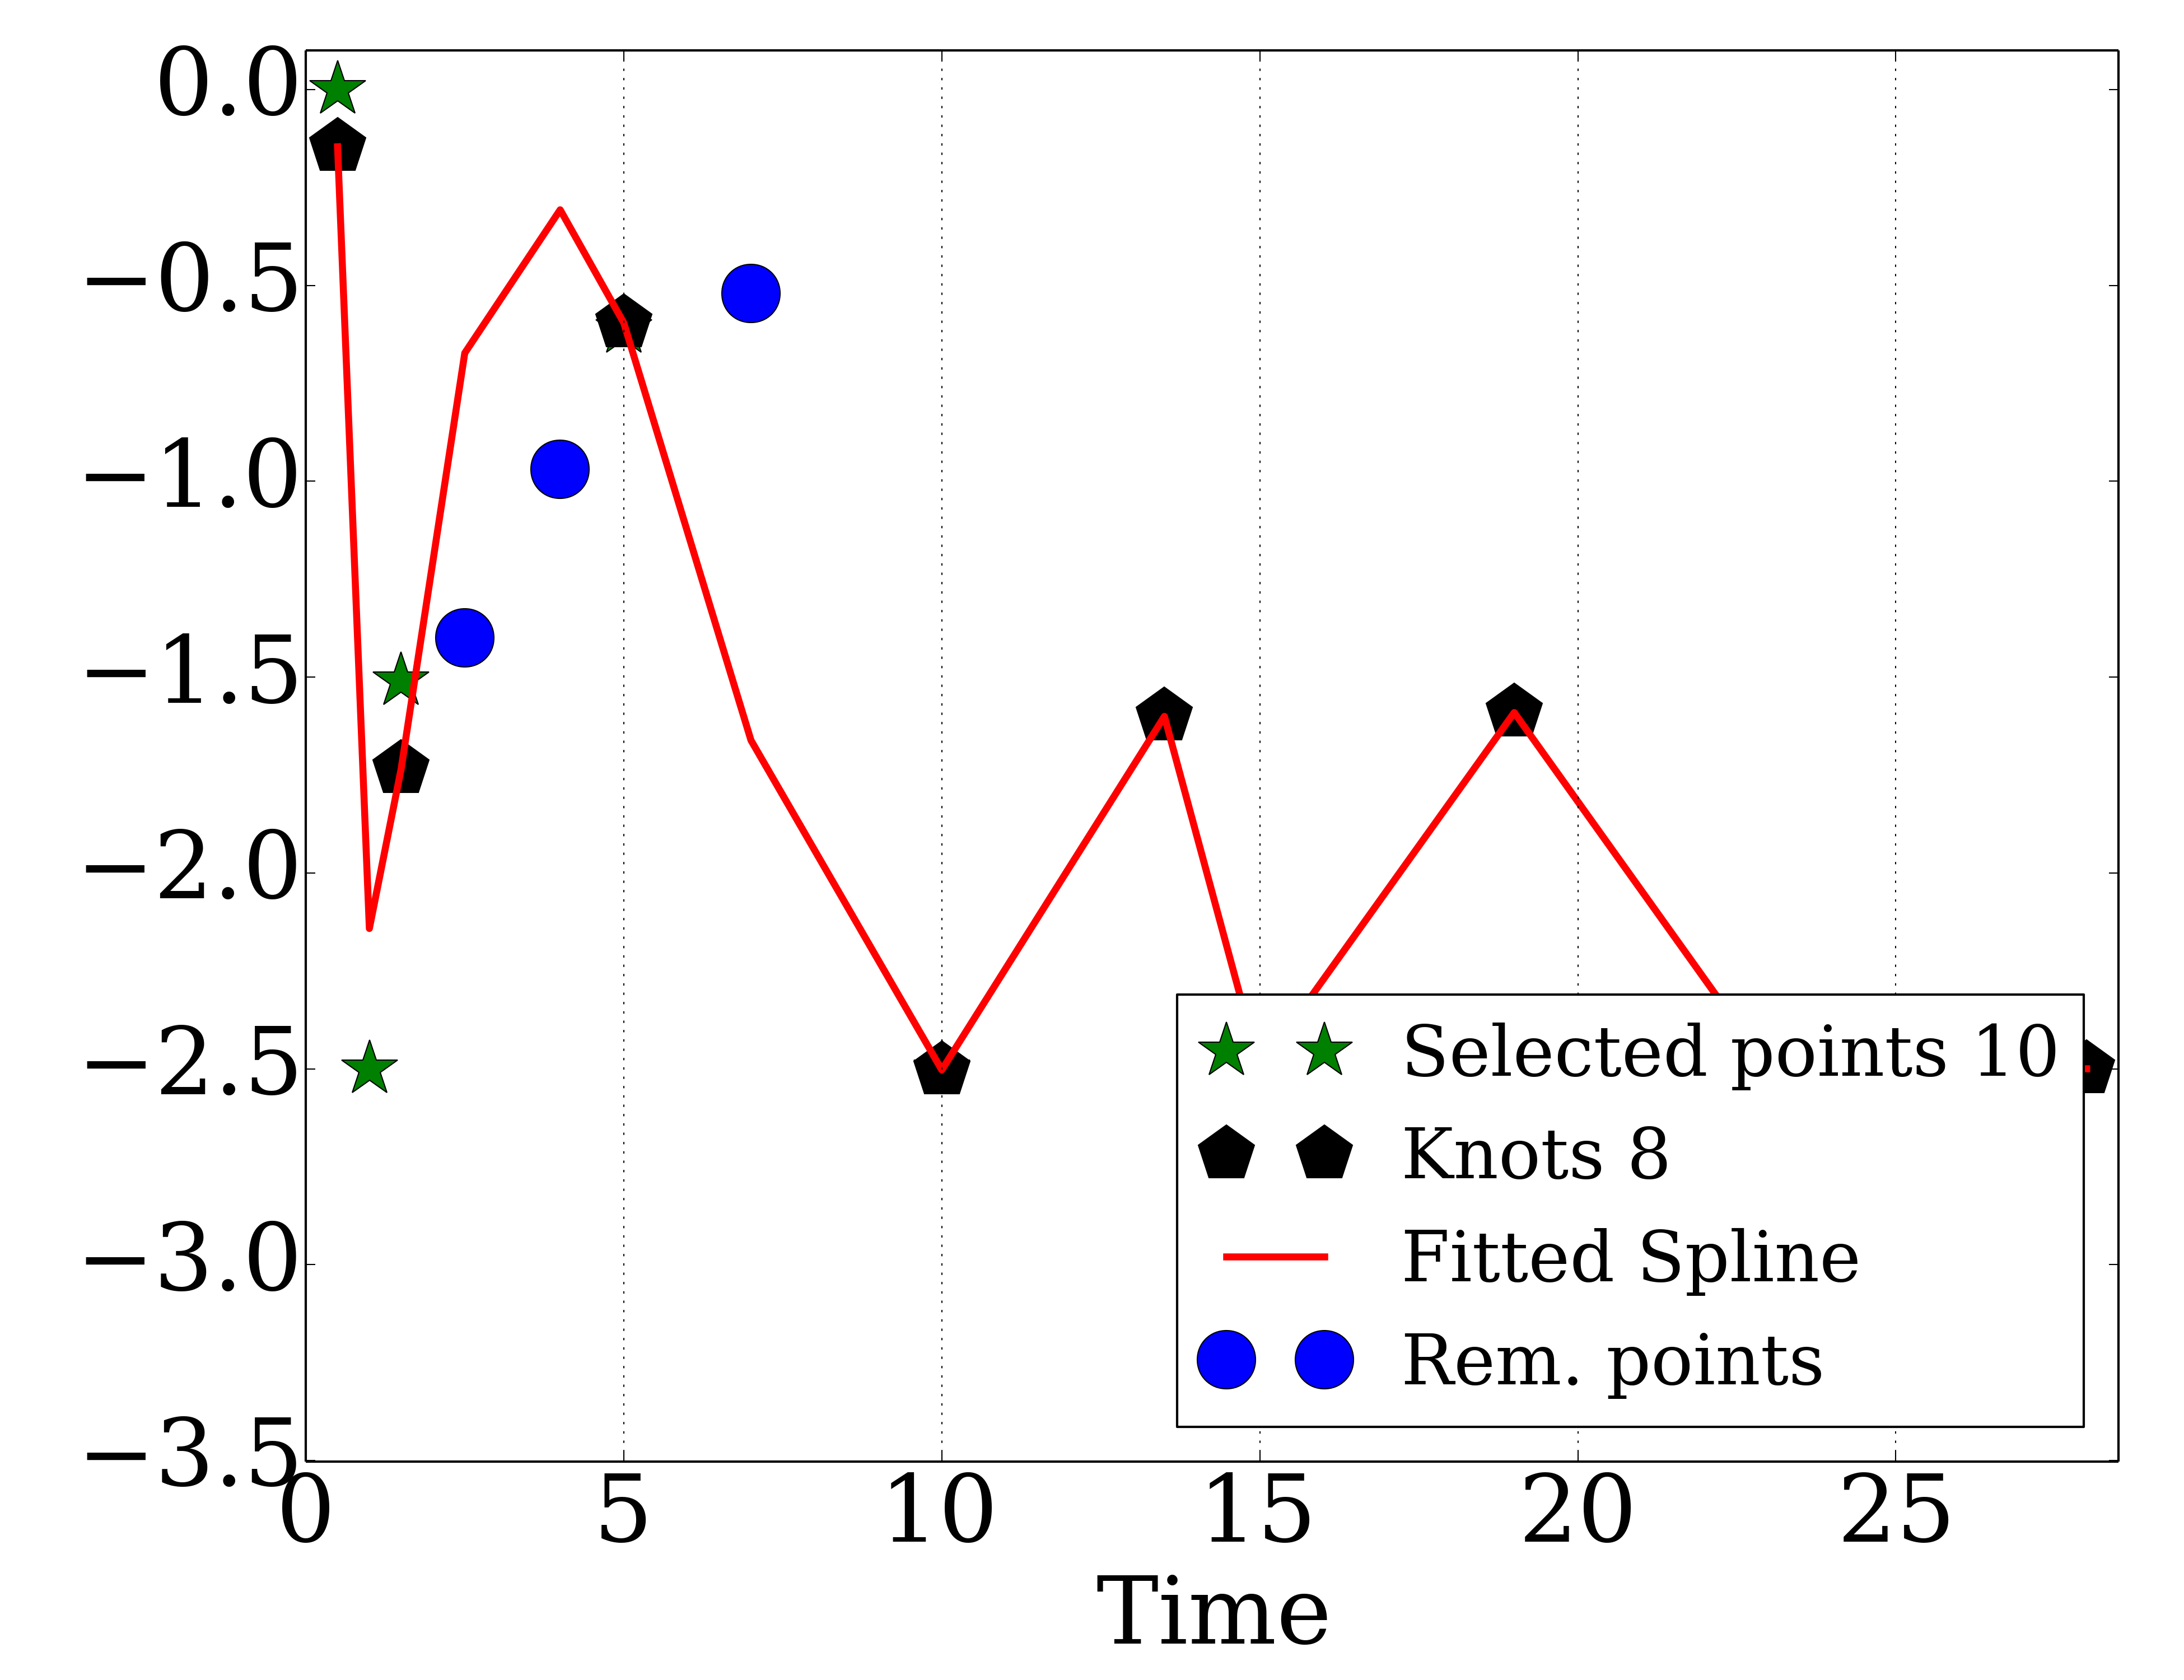 0.0
−0.5
−1.0
−1.5
−2.0
−2.5
−3.0
−3.5
0 5 10 15 20 25
Time
Selected points 10
Knots 8
Fitted Spline
Rem. points